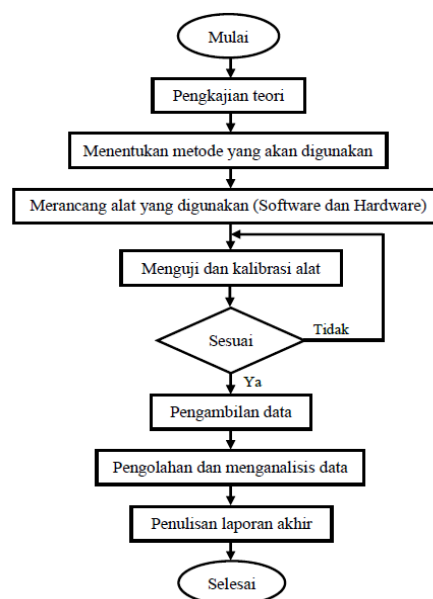 Mulai
Pengkajian teori
Menentukan metode yang akan digunakan
Merancang alat yang digunakan (Software dan Hardware)
Menguji dan kalibrasi alat
Sesuai
Tidak
Ya
Pengambilan data
Pengolahan dan menganalisis data
Penulisan laporan akhir
Selesai